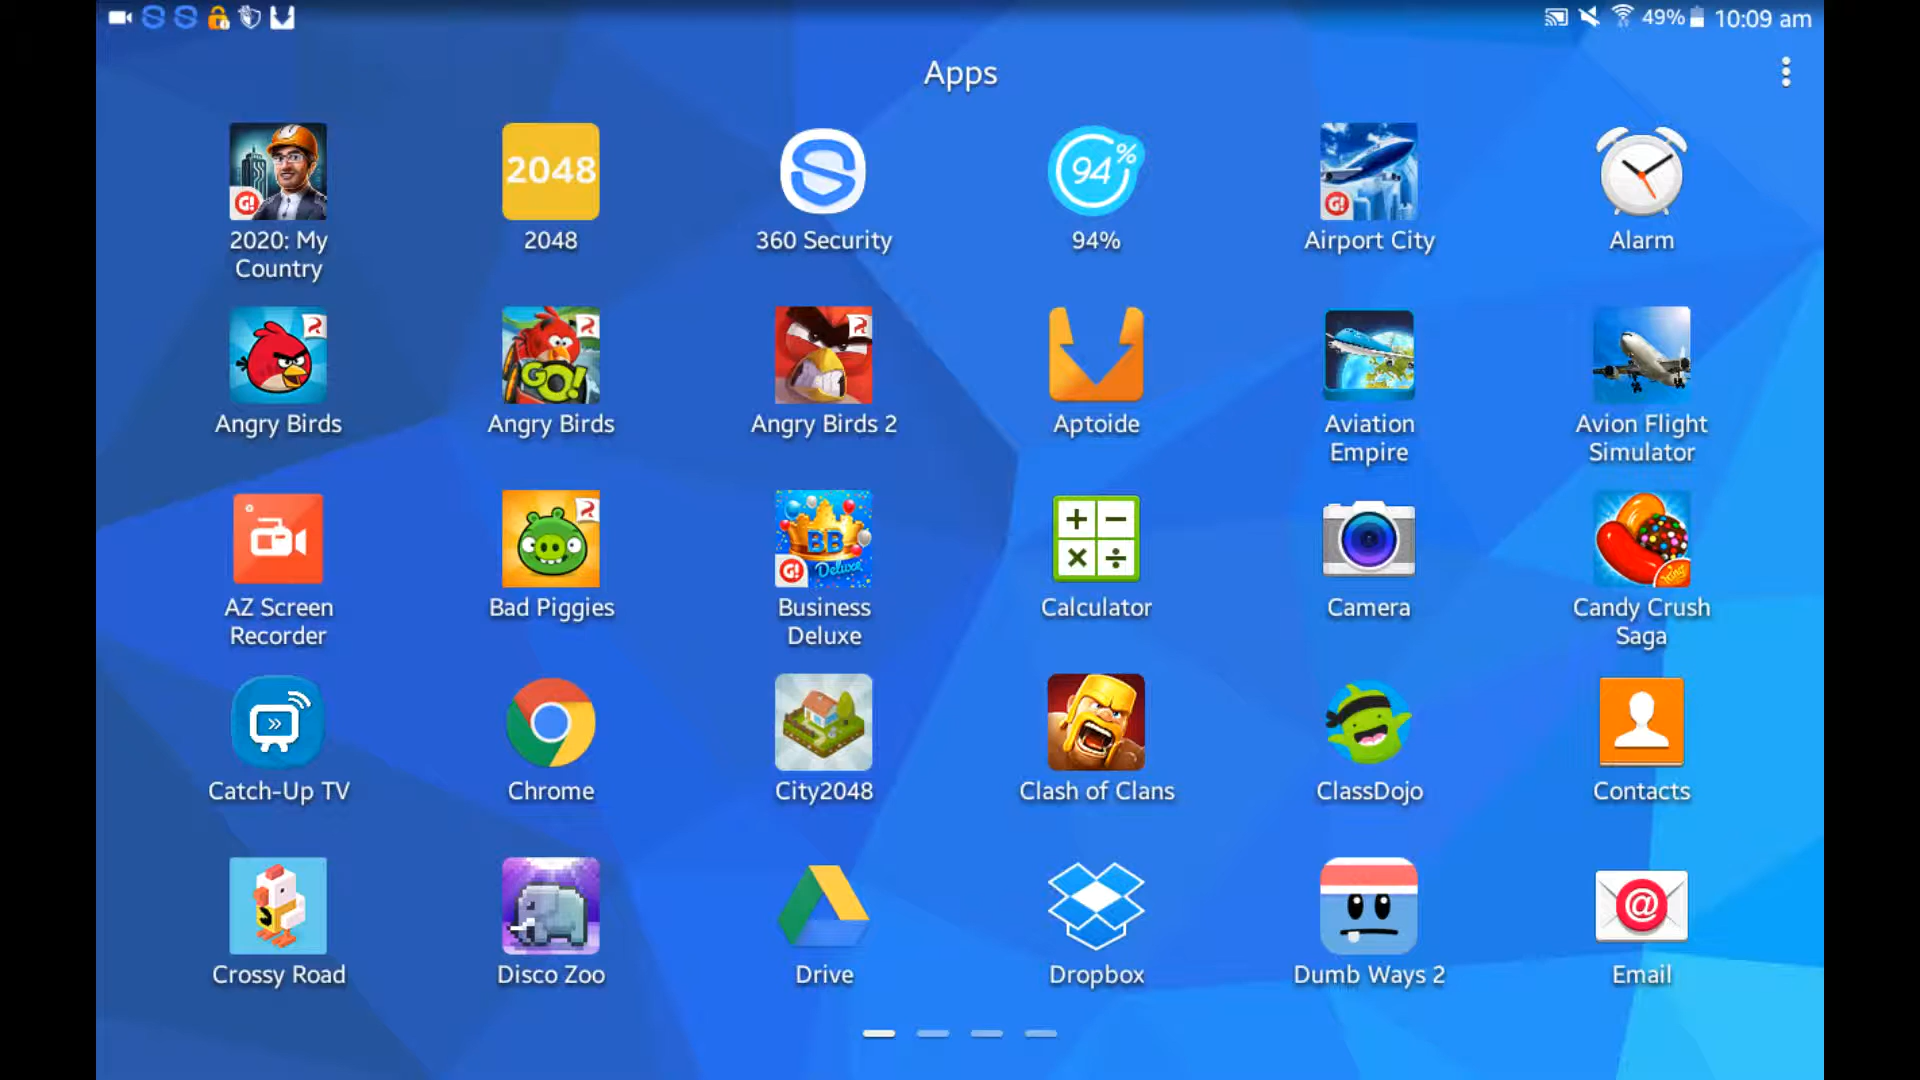 49% 10:09 am
Apps
2048
94%
2020: My
Country
2048
360 Security
94%
Airport City
Alarm
GO!
Angry Birds
Angry Birds
Angry Birds 2
Aptoide
Aviation
Empire
Avion Flight
Simulator
BB
Deluxe
King
AZ Screen
Recorder
Bad Piggies
Business
Deluxe
Calculator
Camera
Candy Crush
Saga
Catch-Up TV
Chrome
City2048
Clash of Clans
ClassDojo
Contacts
Crossy Road
Disco Zoo
Drive
Dropbox
Dumb Ways 2
Email